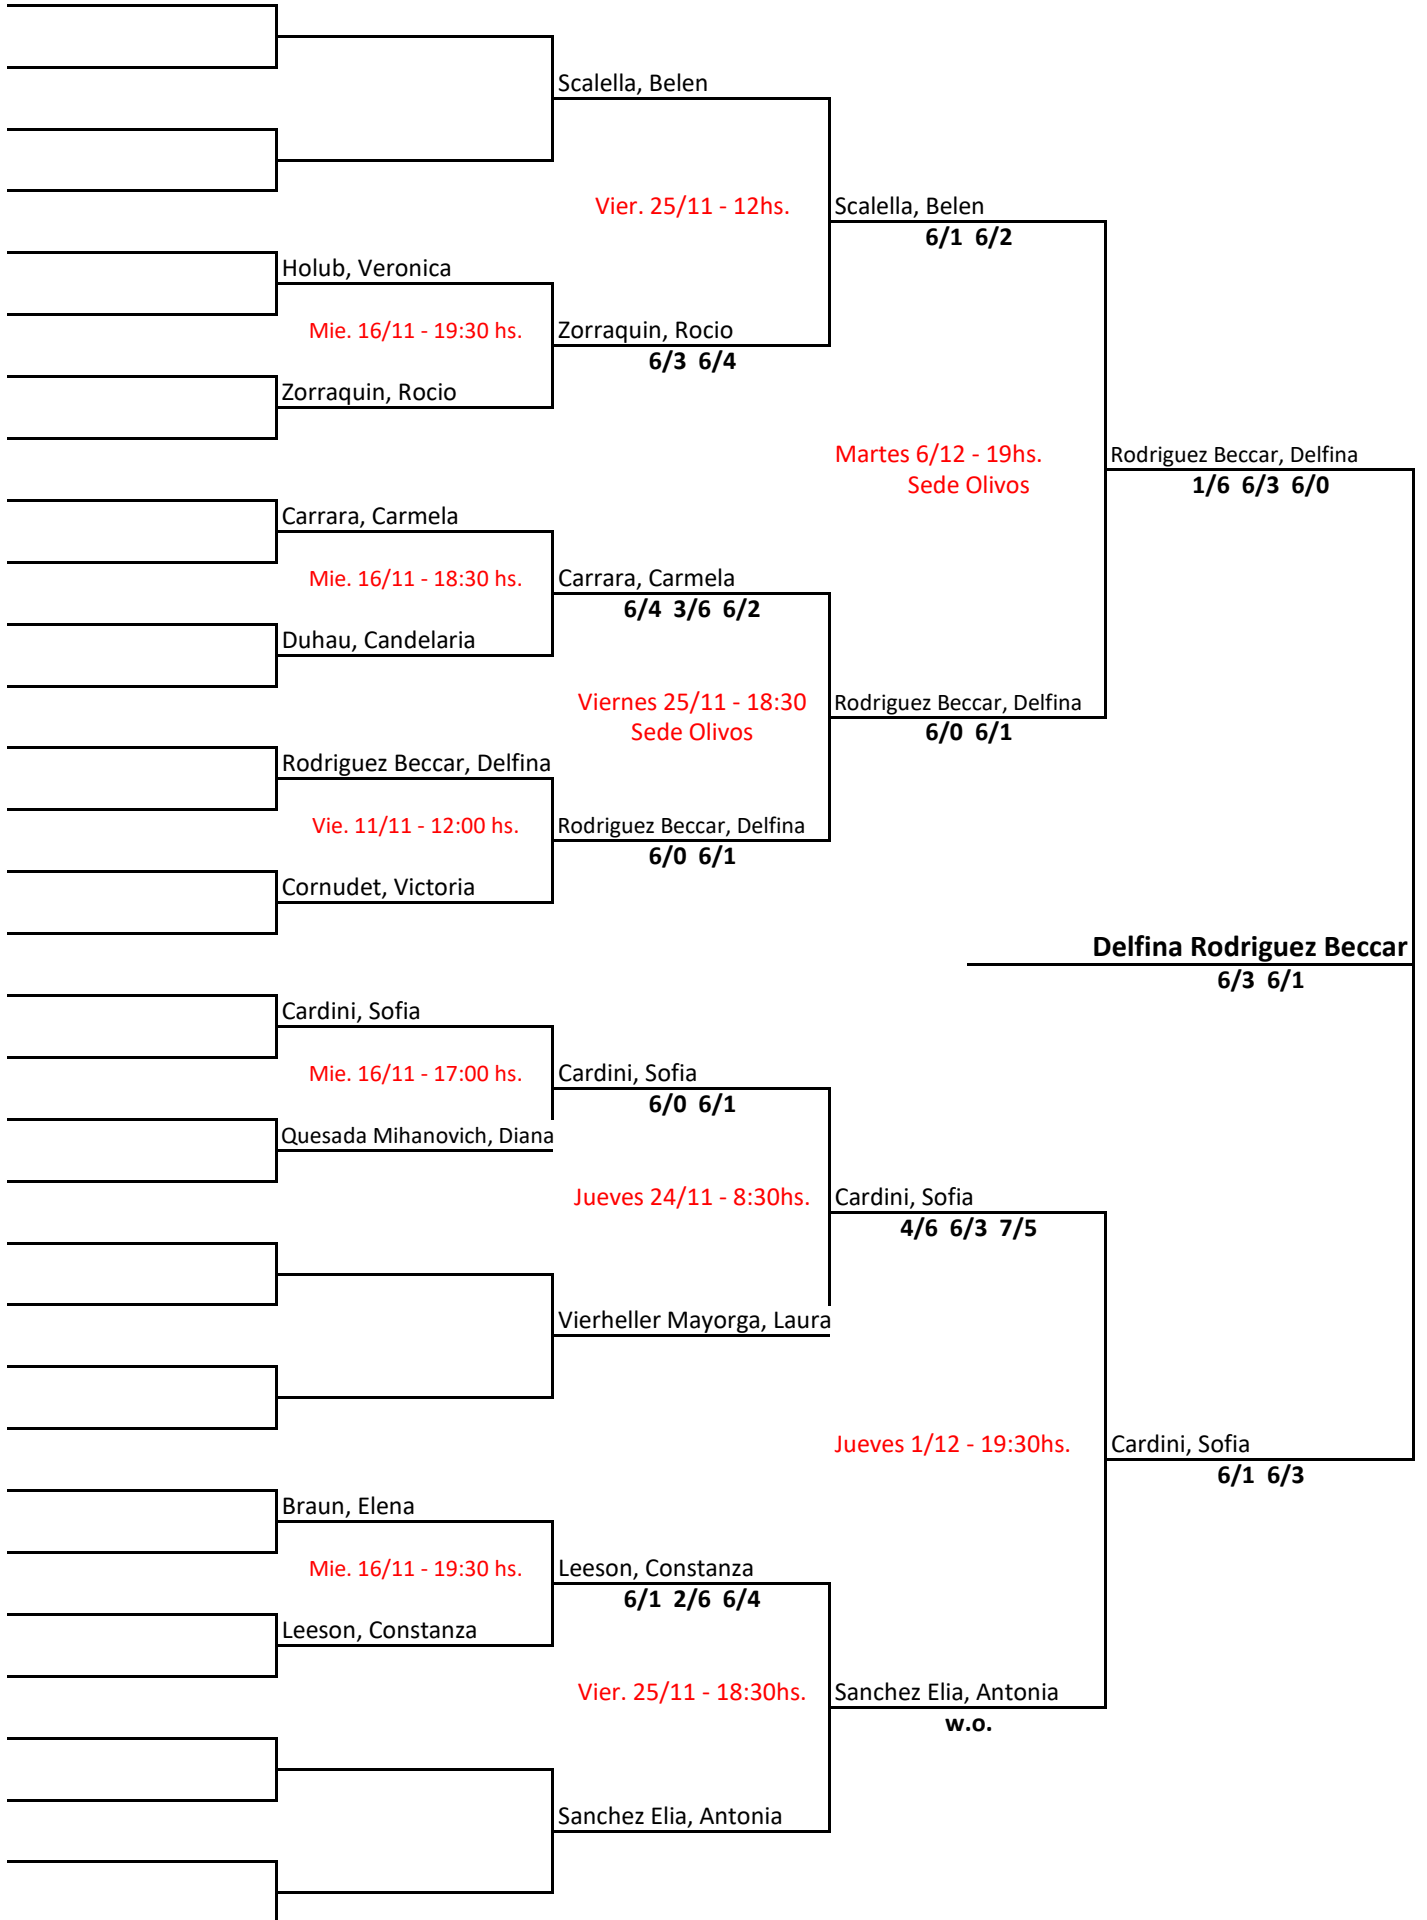 Scalella, Belen
Vier. 25/11 - 12hs.
Scalella, Belen
6/1 6/2
Holub, Veronica
Mie. 16/11 - 19:30 hs.
Zorraquin, Rocio
6/3 6/4
Zorraquin, Rocio
Martes 6/12 - 19hs.
Sede Olivos
Rodriguez Beccar, Delfina
1/6 6/3 6/0
Carrara, Carmela
Mie. 16/11 - 18:30 hs.
Carrara, Carmela
6/4 3/6 6/2
Duhau, Candelaria
Viernes 25/11 - 18:30
Sede Olivos
Rodriguez Beccar, Delfina
6/0 6/1
Rodriguez Beccar, Delfina
Vie. 11/11 - 12:00 hs.
Rodriguez Beccar, Delfina
6/0 6/1
Cornudet, Victoria
Delfina Rodriguez Beccar
6/3 6/1
Cardini, Sofia
Mie. 16/11 - 17:00 hs.
Cardini, Sofia
6/0 6/1
Quesada Mihanovich, Diana
Jueves 24/11 - 8:30hs.
Cardini, Sofia
4/6 6/3 7/5
Vierheller Mayorga, Laura
Jueves 1/12 - 19:30hs.
Cardini, Sofia
6/1 6/3
Braun, Elena
Mie. 16/11 - 19:30 hs.
Leeson, Constanza
6/1 2/6 6/4
Leeson, Constanza
Vier. 25/11 - 18:30hs.
Sanchez Elia, Antonia
w.o.
Sanchez Elia, Antonia